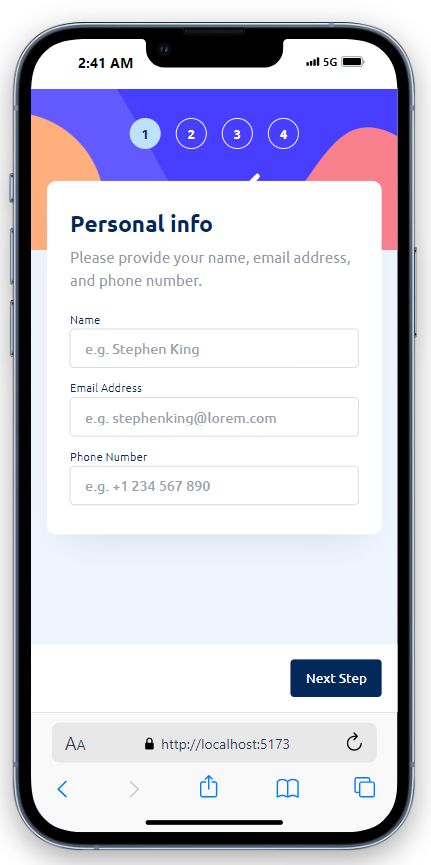 2:41 AM 5G
1 2 3 4
Personal info
Please provide your name, email address,
and phone number.
Name
e.g. Stephen King
Email Address
e.g. stephenking@lorem.com
Phone Number
e.g. +1 234 567 890
Next Step
AA http://localhost:5173